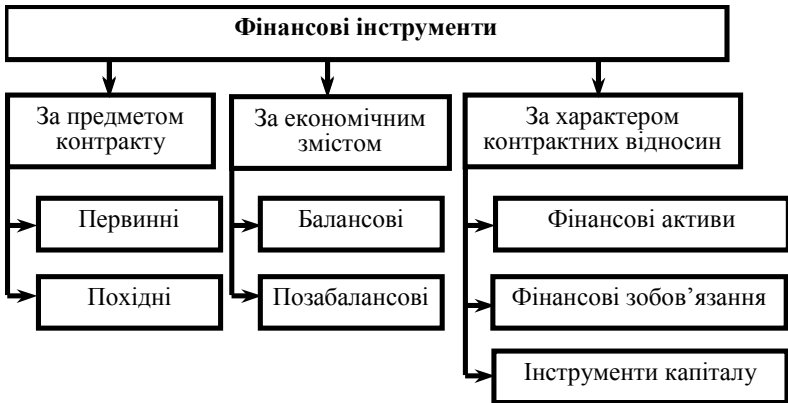 Фінансові інструменти
За предметом
контракту
Первинні
Похідні
За економічним
змістом
Балансові
Позабалансові
За характером
контрактних відносин
Фінансові активи
Фінансові зобов’язання
Інструменти капіталу